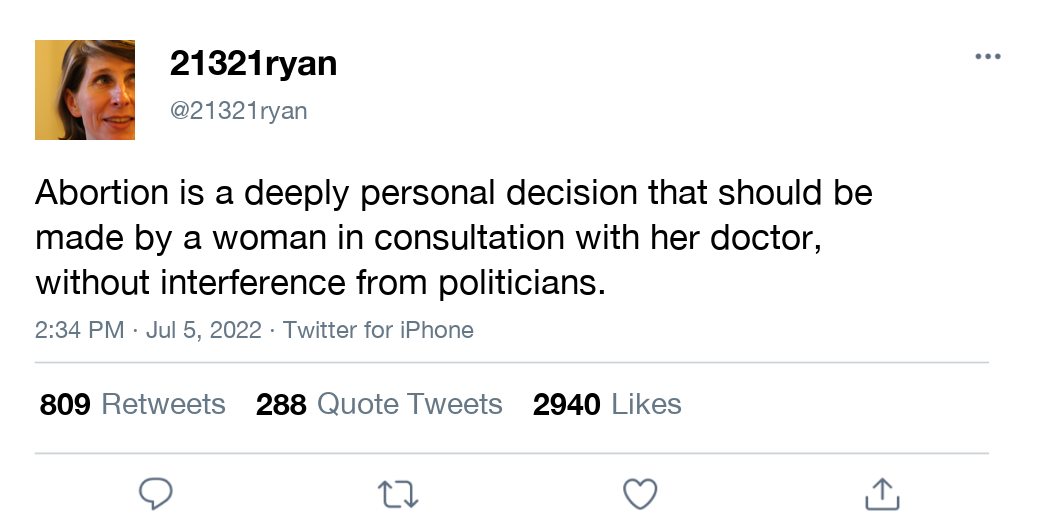 21321ryan
@21321ryan
Abortion is a deeply personal decision that should be
made by a woman in consultation with her doctor,
without interference from politicians.
2:34 PM · Jul 5, 2022 · Twitter for iPhone
809 Retweets 288 Quote Tweets 2940 Likes